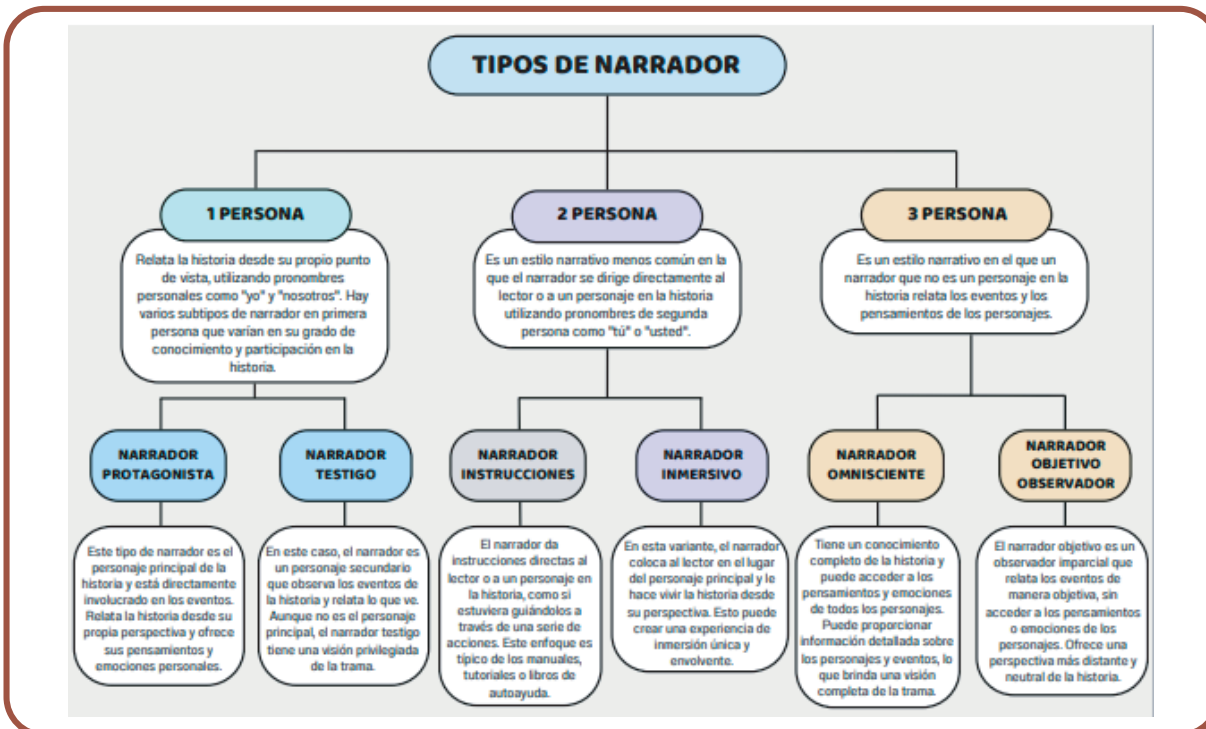 TIPOS DE NARRADOR
1 PERSONA
Relata la historia desde su propio punto
de vista, utilizando pronombres
personales como "yo" y "nosotros". Hay
varios subtipos de narrador en primera
persona que varían en su grado de
conocimiento y participación en la
historia.
2 PERSONA
Es un estilo narrativo menos común en la
que el narrador se dirige directamente al
lector o a un personaje en la historia
utilizando pronombres de segunda
persona como "tú" o "usted".
3 PERSONA
Es un estilo narrativo en el que un
narrador que no es un personaje en la
historia relata los eventos y los
pensamientos de los personajes.
NARRADOR
PROTAGONISTA
Este tipo de narrador es el
personaje principal de la
historia y está directamente
involucrado en los eventos.
Relata la historia desde su
propia perspectiva y ofrece
sus pensamientos y
emociones personales.
NARRADOR
TESTIGO
En este caso, el narrador es
un personaje secundario
que observa los eventos de
la historia y relata lo que ve.
Aunque no es el personaje
principal, el narrador testigo
tiene una visión privilegiada
de la trama.
NARRADOR
INSTRUCCIONES
El narrador da
instrucciones directas al
lector o a un personaje en
la historia, como si
estuviera guiándolos a
través de una serie de
acciones. Este enfoque es
típico de los manuales,
tutoriales o libros de
autoayuda.
NARRADOR
INMERSIVO
En esta variante, el narrador
coloca al lector en el lugar
del personaje principal y le
hace vivir la historia desde
su perspectiva. Esto puede
crear una experiencia de
inmersión única y
envolvente.
NARRADOR
OMNISCIENTE
Tiene un conocimiento
completo de la historia y
puede acceder a los
pensamientos y emociones
de todos los personajes.
Puede proporcionar
información detallada sobre
los personajes y eventos, lo
que brinda una visión
completa de la trama.
NARRADOR
OBJETIVO
OBSERVADOR
El narrador objetivo es un
observador imparcial que
relata los eventos de
manera objetiva, sin
acceder a los pensamientos
o emociones de los
personajes. Ofrece una
perspectiva más distante y
neutral de la historia.